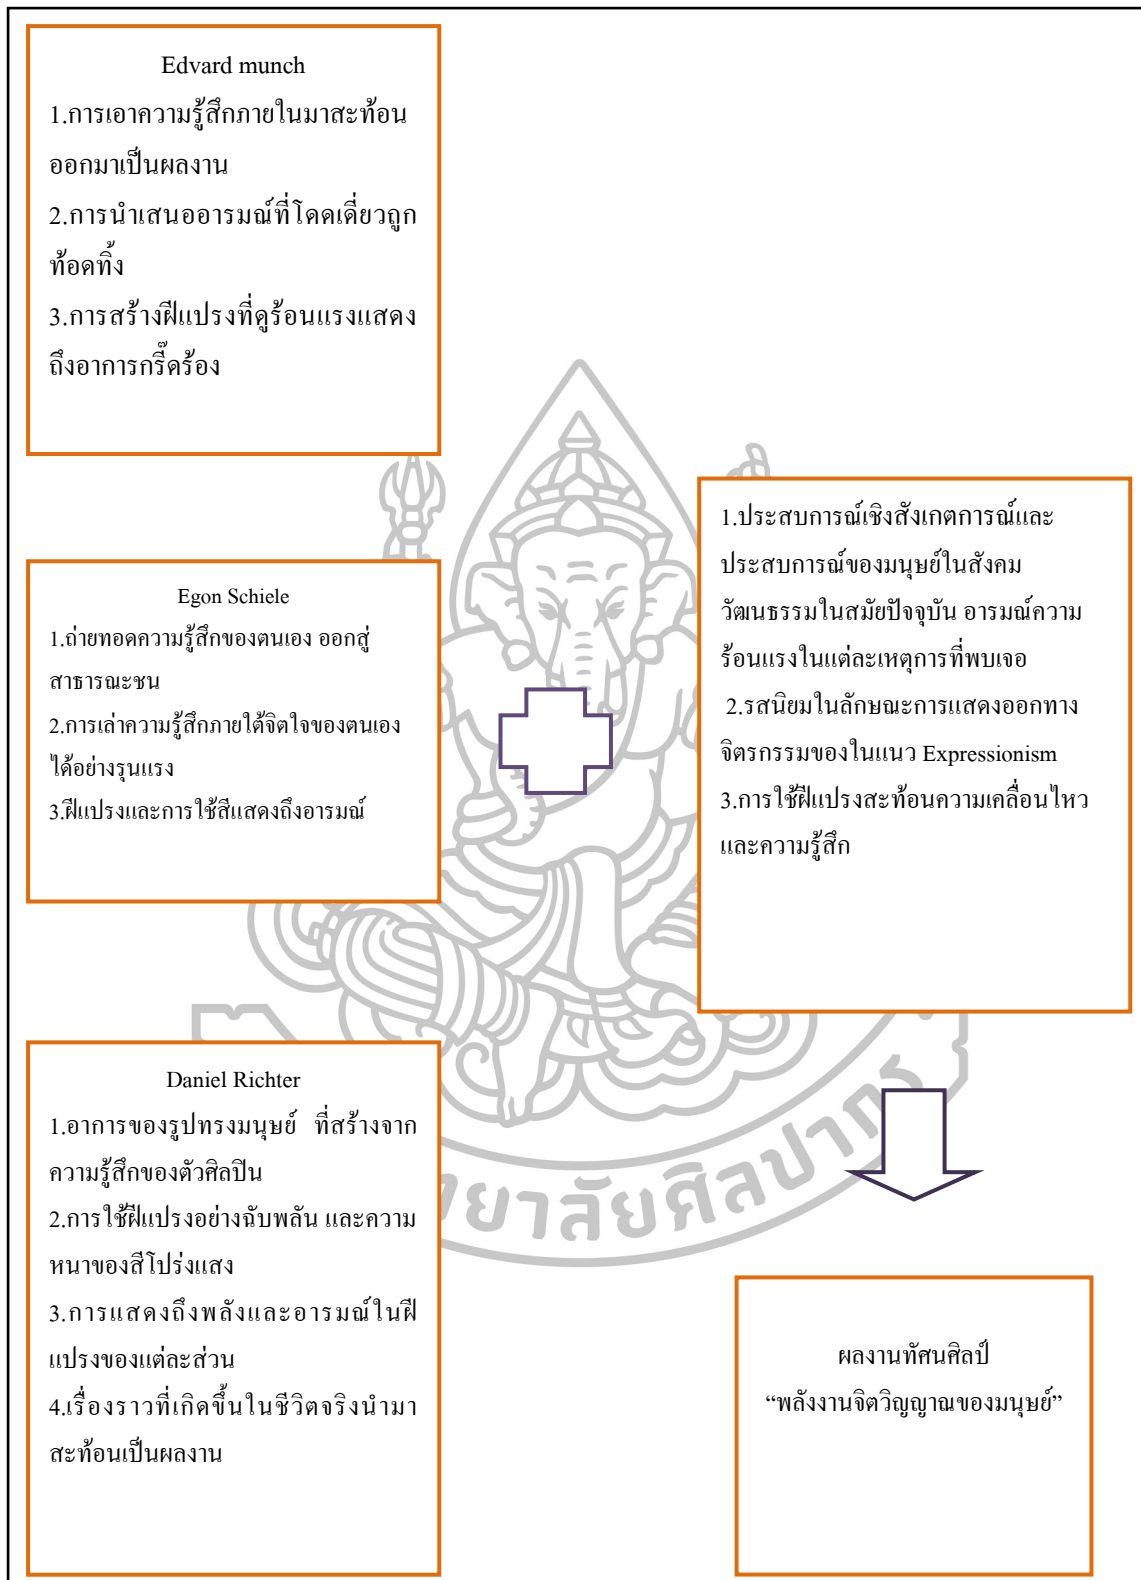 Edvard munch
1.การเอาความรู้สึกภายในมาสะท้อน
ออกมาเป็นผลงาน
2.การนำเสนออารมณ์ที่โดดเดี่ยวถูก
ท้อดทิ้ง
3.การสร้างฝีแปรงที่ดูร้อนแรงแสดง
ถึงอาการกรี๊ดร้อง
Egon Schiele
1.ถ่ายทอดความรู้สึกของตนเอง ออกสู่
สาธารณะชน
2.การเล่าความรู้สึกภายใต้จิตใจของตนเอง
ได้อย่างรุนแรง
3.ฝีแปรงและการใช้สีแสดงถึงอารมณ์
Daniel Richter
1.อาการของรูปทรงมนุษย์ ที่สร้างจาก
ความรู้สึกของตัวศิลปิน
2.การใช้ฝีแปรงอย่างฉับพลัน และความ
หนาของสีโปร่งแสง
3.การแสดงถึงพลังและอารมณ์ในฝี
แปรงของแต่ละส่วน
4.เรื่องราวที่เกิดขึ้นในชีวิตจริงนำมา
สะท้อนเป็นผลงาน
1.ประสบการณ์เชิงสังเกตการณ์และ
ประสบการณ์ของมนุษย์ในสังคม
วัฒนธรรมในสมัยปัจจุบัน อารมณ์ความ
ร้อนแรงในแต่ละเหตุการที่พบเจอ
2.รสนิยมในลักษณะการแสดงออกทาง
จิตรกรรมของในแนว Expressionism
3.การใช้ฝีแปรงสะท้อนความเคลื่อนไหว
และความรู้สึก
ผลงานทัศนศิลป์
“พลังงานจิตวิญญาณของมนุษย์”
ยาลัยศิลปากร